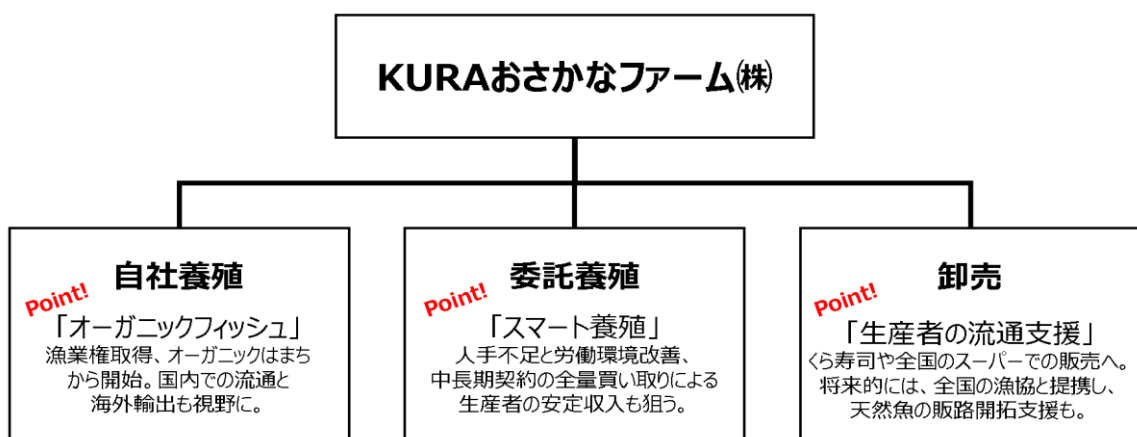 KURAおさかなファーム㈱
自社養殖
Point!
「オーガニックフィッシュ」
漁業権取得、オーガニックはまち
から開始。国内での流通と
海外輸出も視野に。
委託養殖
Point!
「スマート養殖」
人手不足と労働環境改善、
中長期契約の全量買い取りによる
生産者の安定収入も狙う。
卸売
Point!
「生産者の流通支援」
くら寿司や全国のスーパーでの販売へ。
将来的には、全国の漁協と提携し、
天然魚の販路開拓支援も。